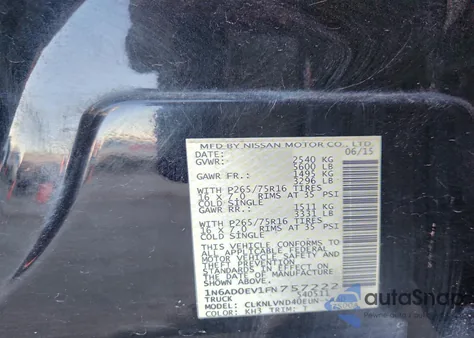 MFD BY NISSAN MOTOR CO., LTD.
DATE: 06/15
GVWR: 2540 KG
5600 LB
GAWR FR.: 1495 KG
3296 LB
WITH P265/75R16 TIRES
16 X 7.0 RIMS AT 35 PSI
COLD SINGLE
GAWR RR.: 1511 KG
3331 LB
WITH P265/75R16 TIRES
16 X 7.0 RIMS AT 35 PSI
COLD SINGLE
THIS VEHICLE CONFORMS TO
ALL APPLICABLE FEDERAL
MOTOR VEHICLE SAFETY
THEFT PREVENTION
IN EFFECT ON THE
DATE OF MANUFACTURE
SHOWN ABOVE.
1N6AD0EV1FN757222
TRUCK
MODEL: CLKNLVND40EUN
COLOR: KH3 TRIM: T
autoSnap